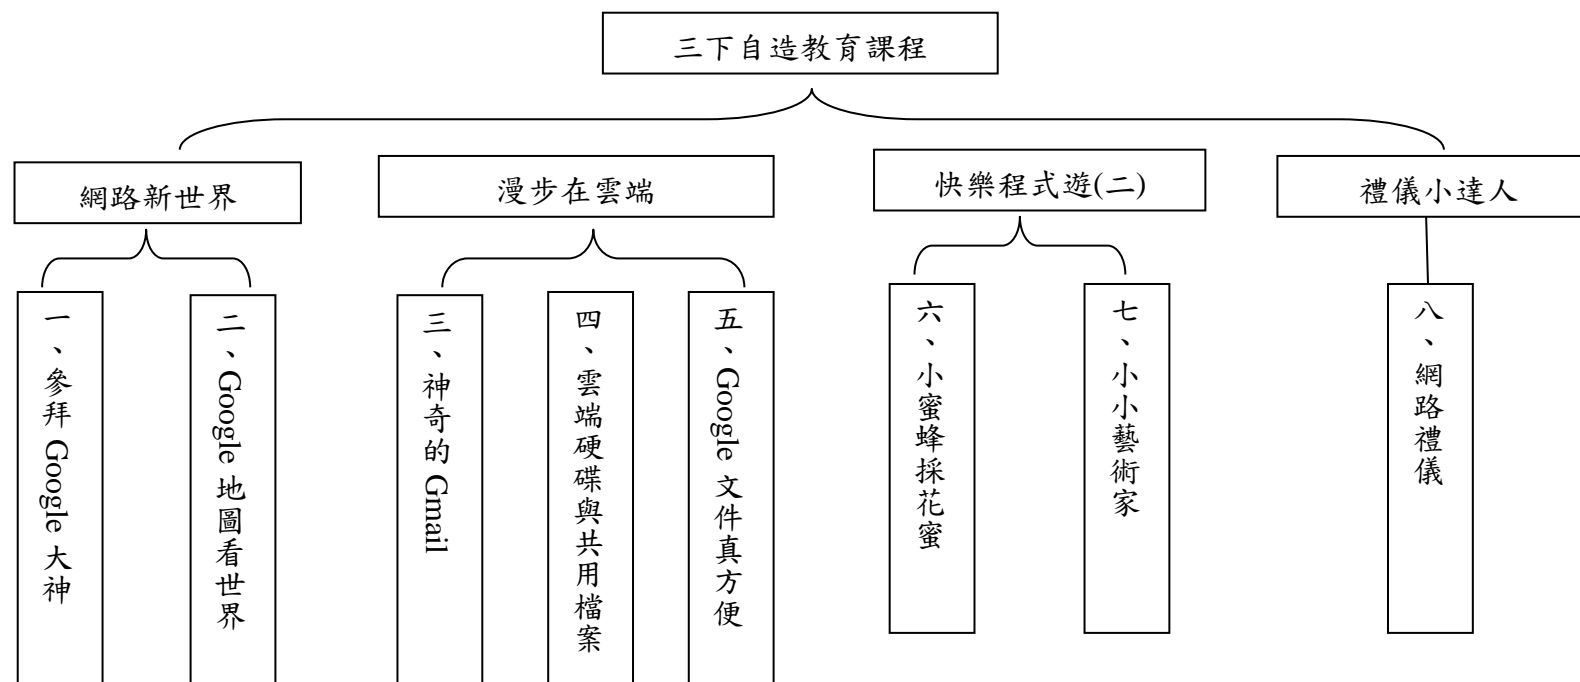 三下自造教育課程
網路新世界
漫步在雲端
快樂程式遊(二)
禮儀小達人
一、參拜 Google 大神
二、Google 地圖看世界
三、神奇的 Gmail
四、雲端硬碟與共用檔案
五、Google 文件真方便
六、小蜜蜂採花蜜
七、小小藝術家
八、網路禮儀